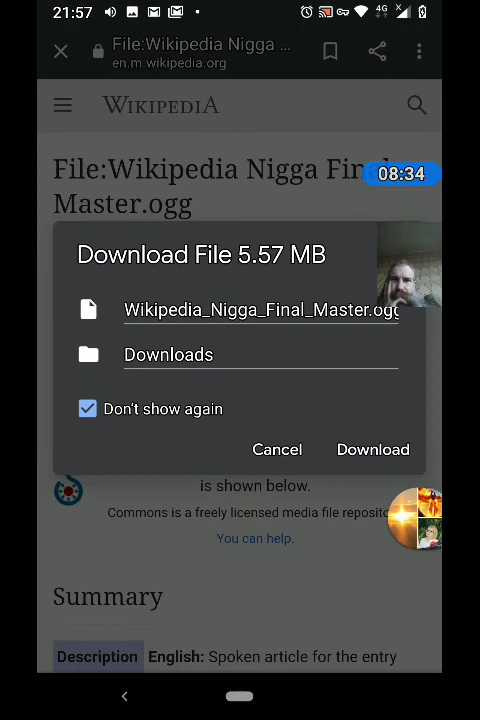 21:57
4G
File:Wikipedia Nigga ...
en.m.wikipedia.org
WIKIPEDIA
File:Wikipedia Nigga Final
Master.ogg
08:34
Download File 5.57 MB
Wikipedia_Nigga_Final_Master.ogg
Downloads
Don't show again
Cancel
Download
is shown below.
Commons is a freely licensed media file reposito
You can help.
Summary
Description English: Spoken article for the entry